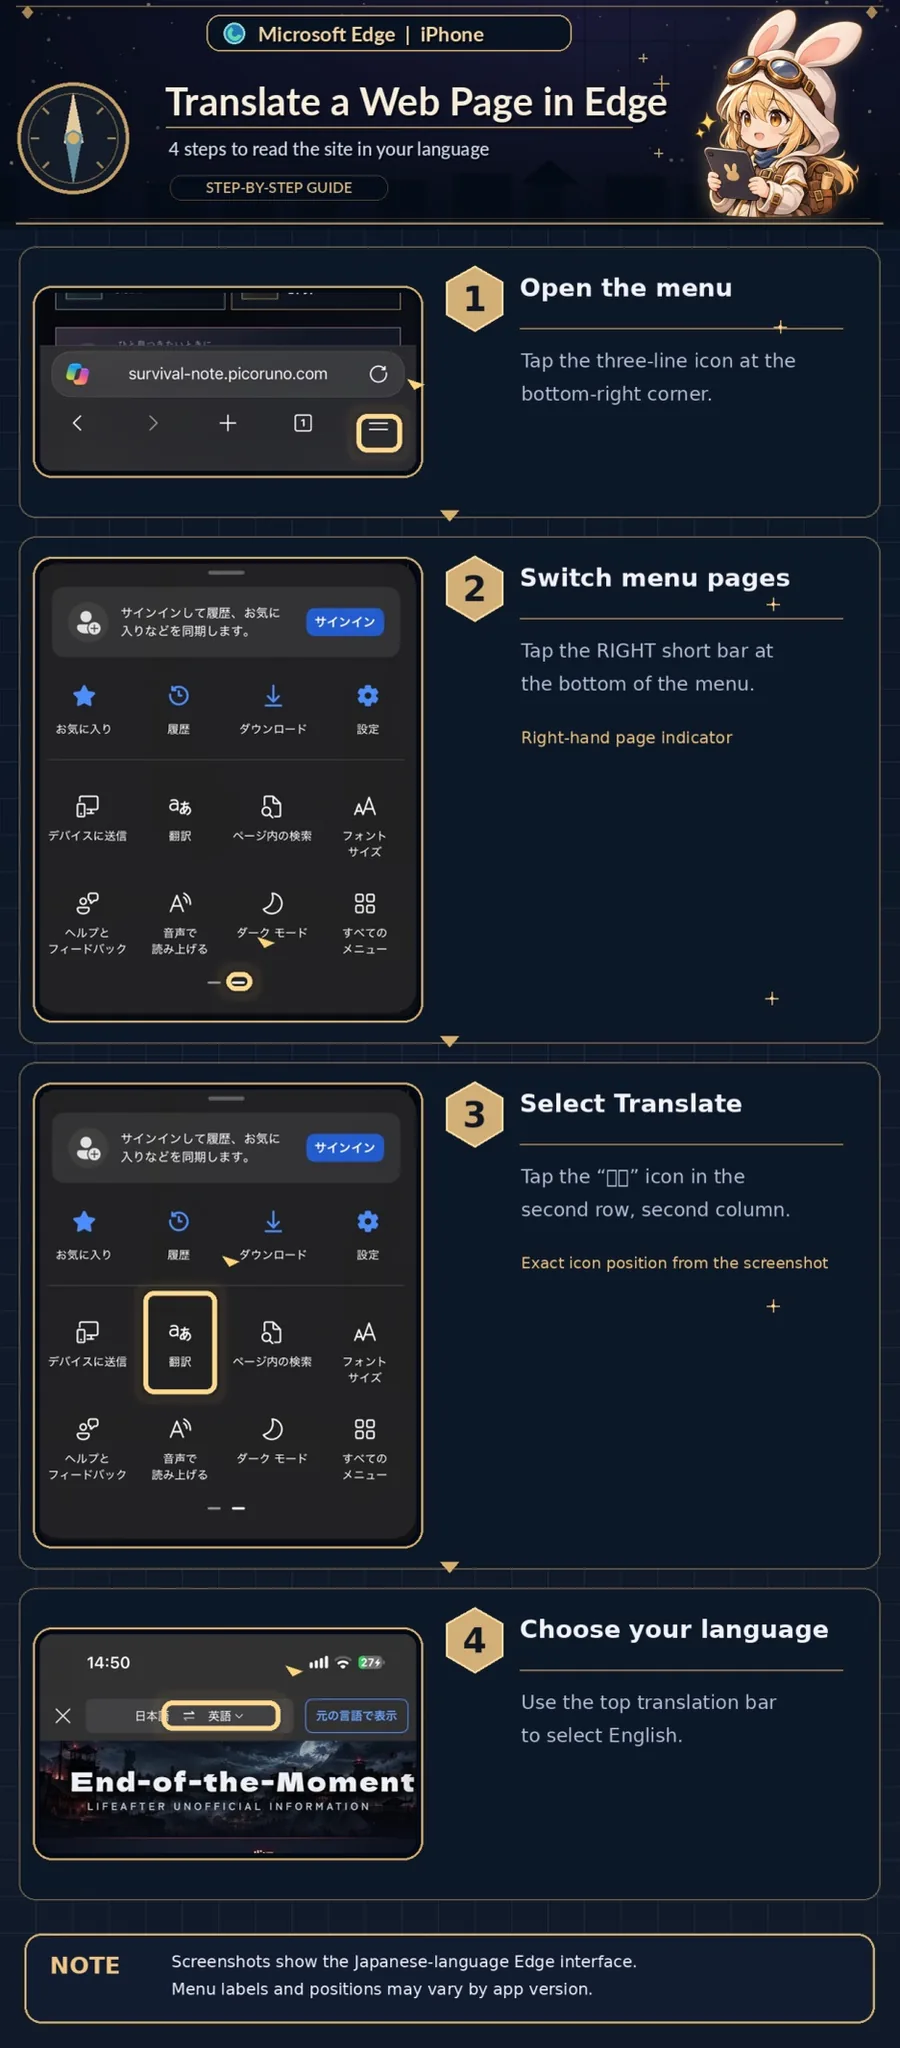 Microsoft Edge | iPhone
Translate a Web Page in Edge
4 steps to read the site in your language
STEP-BY-STEP GUIDE
survival-note.picoruno.com
1
1
Open the menu
Tap the three-line icon at the
bottom-right corner.
サインインして履歴、お気に
入りなどを同期します。
サインイン
お気に入り
履歴
ダウンロード
設定
デバイスに送信
翻訳
ページ内の検索
フォント
サイズ
ヘルプと
フィードバック
音声で
読み上げる
ダーク モード
すべての
メニュー
2
Switch menu pages
Tap the RIGHT short bar at
the bottom of the menu.
Right-hand page indicator
サインインして履歴、お気に
入りなどを同期します。
サインイン
お気に入り
履歴
ダウンロード
設定
デバイスに送信
aあ
翻訳
ページ内の検索
フォント
サイズ
ヘルプと
フィードバック
音声で
読み上げる
ダーク モード
すべての
メニュー
3
Select Translate
Tap the “□□” icon in the
second row, second column.
Exact icon position from the screenshot
14:50
27
日本語
英語
元の言語で表示
End-of-the-Moment
LIFEAFTER UNOFFICIAL INFORMATION
4
Choose your language
Use the top translation bar
to select English.
NOTE
Screenshots show the Japanese-language Edge interface.
Menu labels and positions may vary by app version.